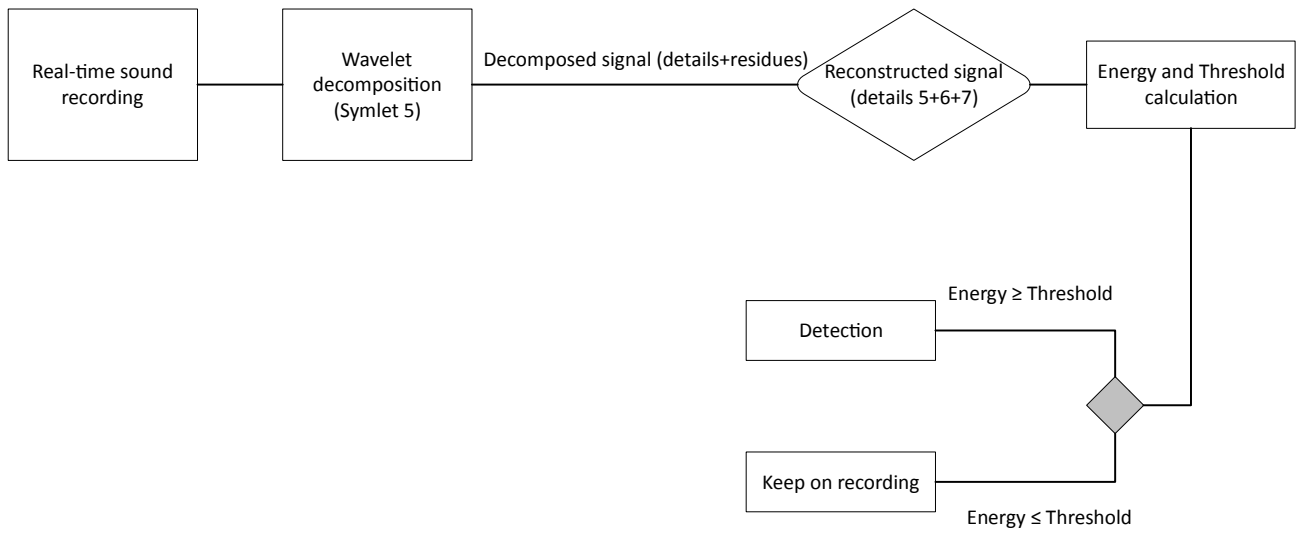 Real-time sound
recording
Wavelet
decomposition
(Symlet 5)
Decomposed signal (details+residues)
Reconstructed signal
(details 5+6+7)
Energy and Threshold
calculation
Energy ≥ Threshold
Detection
Keep on recording
Energy ≤ Threshold